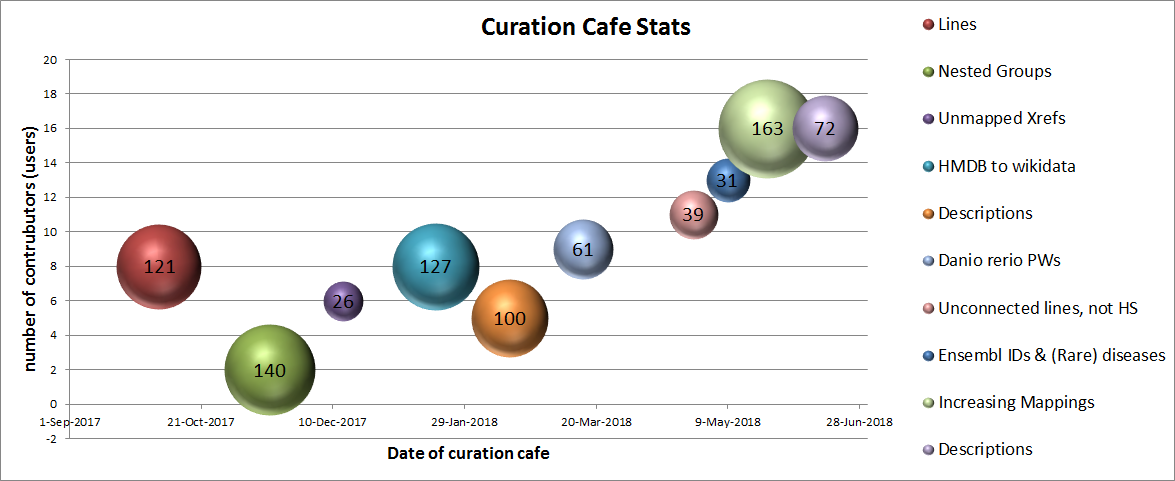 Curation Cafe Stats
number of contrubutors (users)
20
18
16
14
12
10
8
6
4
2
0
-2
121
140
26
127
100
61
39
31
163
72
1-Sep-2017
21-Oct-2017
10-Dec-2017
29-Jan-2018
20-Mar-2018
9-May-2018
28-Jun-2018
Date of curation cafe
Lines
Nested Groups
Unmapped Xrefs
HMDB to wikidata
Descriptions
Danio rerio PWs
Unconnected lines, not HS
Ensembl IDs & (Rare) diseases
Increasing Mappings
Descriptions